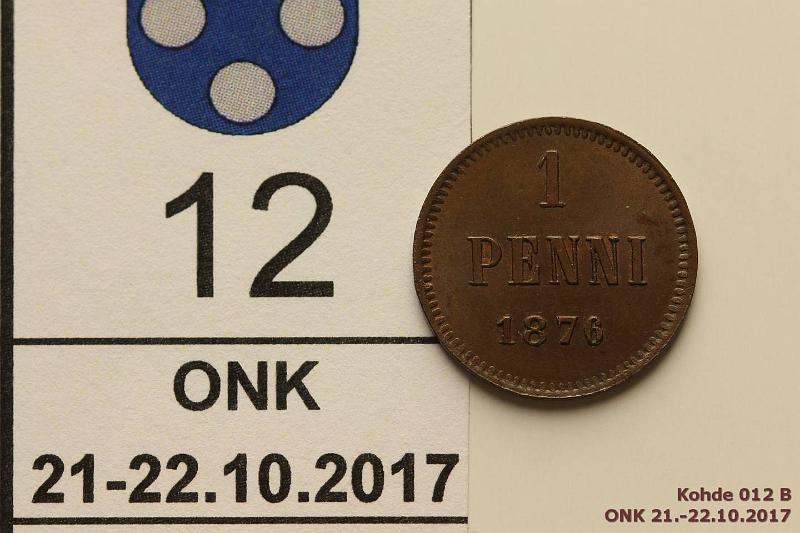 12
ONK
21-22.10.2017
1
PENNI
1876
Kohde 012 B
ONK 21.-22.10.2017